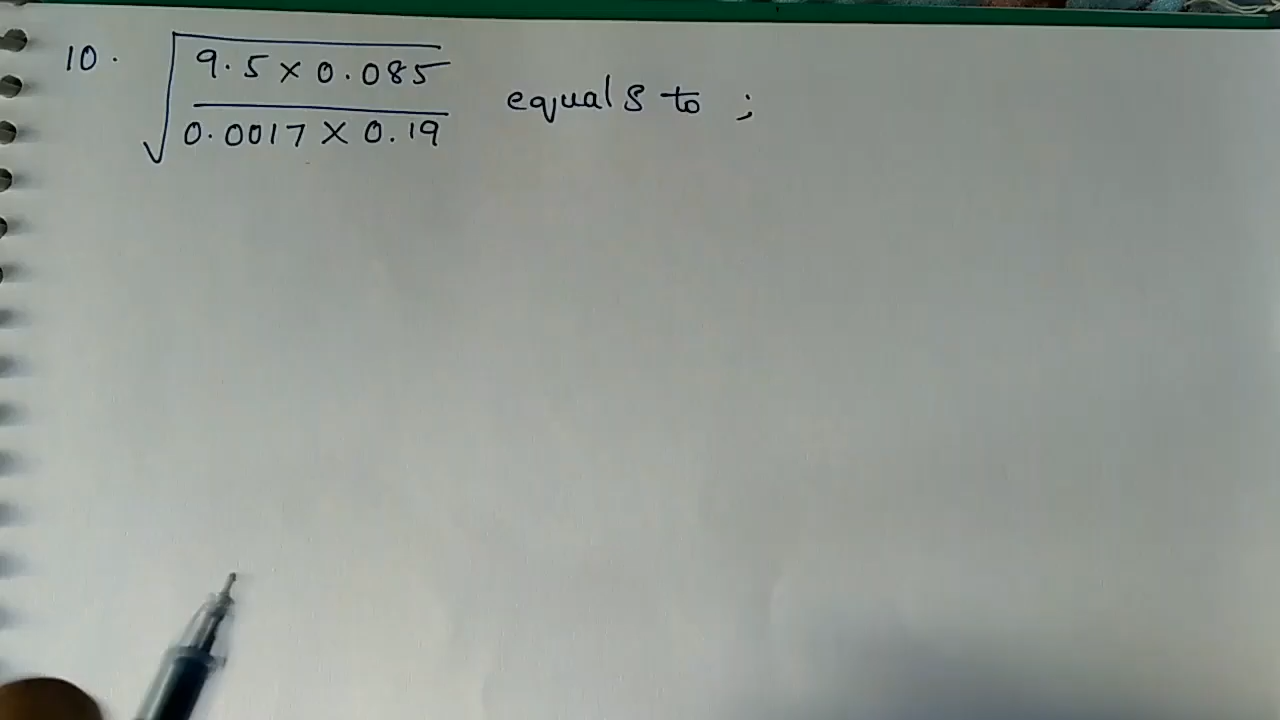 10. √(9.5 × 0.085 / 0.0017 × 0.19) equals to ;